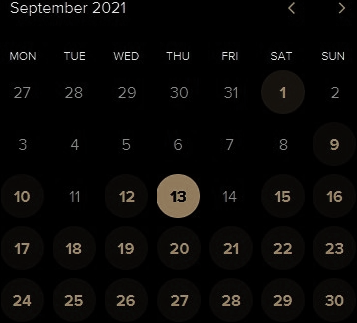 September 2021
MON TUE WED THU FRI SAT SUN
27 28 29 30 31 1 2
3 4 5 6 7 8 9
10 11 12 13 14 15 16
17 18 19 20 21 22 23
24 25 26 27 28 29 30